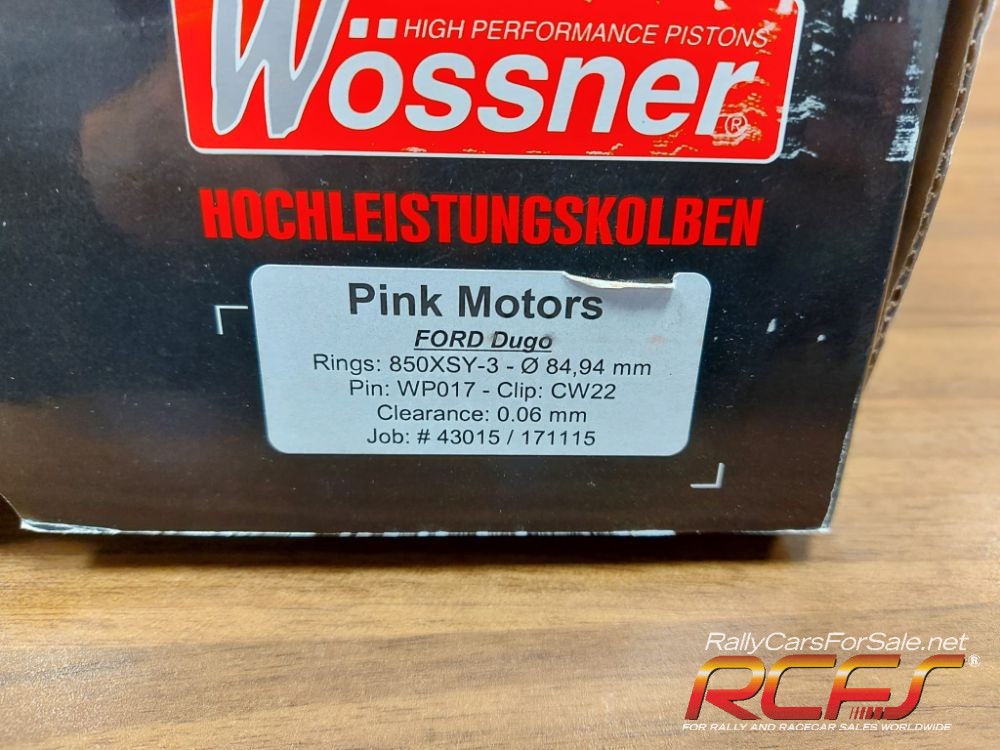 HIGH PERFORMANCE PISTONS
Wössner®
HOCHLEISTUNGSKOLBEN
Pink Motors
FORD Dugo
Rings: 850XSY-3 - Ø 84,94 mm
Pin: WP017 - Clip: CW22
Clearance: 0.06 mm
Job: # 43015 / 171115
RallyCarsForSale.net
RCFS®
FOR RALLY AND RACECAR SALES WORLDWIDE